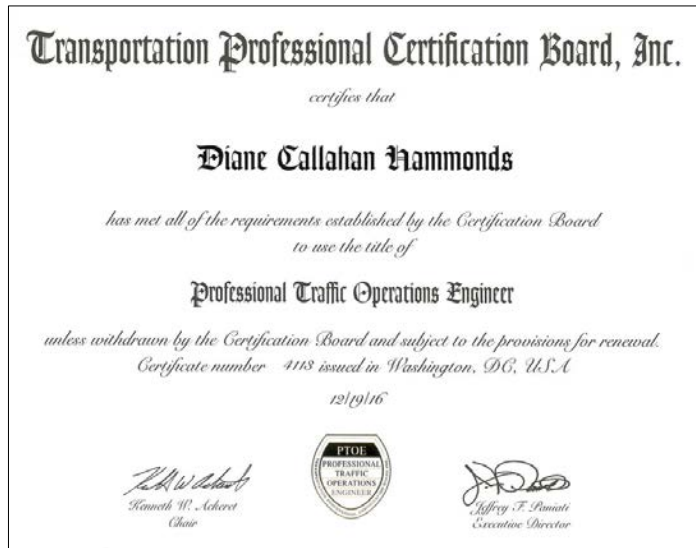 Transportation Professional Certification Board, Inc.
certifies that
Diane Callahan Hammonds
has met all of the requirements established by the Certification Board
to use the title of
Professional Traffic Operations Engineer
unless withdrawn by the Certification Board and subject to the provisions for renewal.
Certificate number 4113 issued in Washington, DC, USA
12/19/16
PTOE
PROFESSIONAL
TRAFFIC
OPERATIONS
ENGINEER
Kenneth W. Ackeret
Chair
Jeffrey F. Paniati
Executive Director